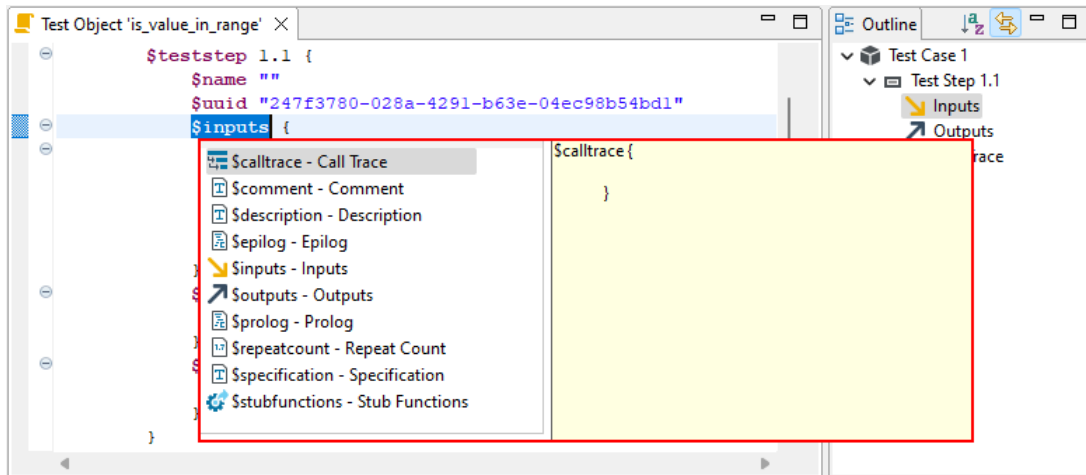 Test Object 'is_value_in_range'
$teststep 1.1 {
$name ""
$uuid "247f3780-028a-4291-b63e-04ec98b54bd1"
$inputs {
$calltrace - Call Trace
$comment - Comment
$description - Description
$epilog - Epilog
$inputs - Inputs
$outputs - Outputs
$prolog - Prolog
$repeatcount - Repeat Count
$specification - Specification
$stubfunctions - Stub Functions
}
$calltrace {
}
Outline
Test Case 1
Test Step 1.1
Inputs
Outputs
race